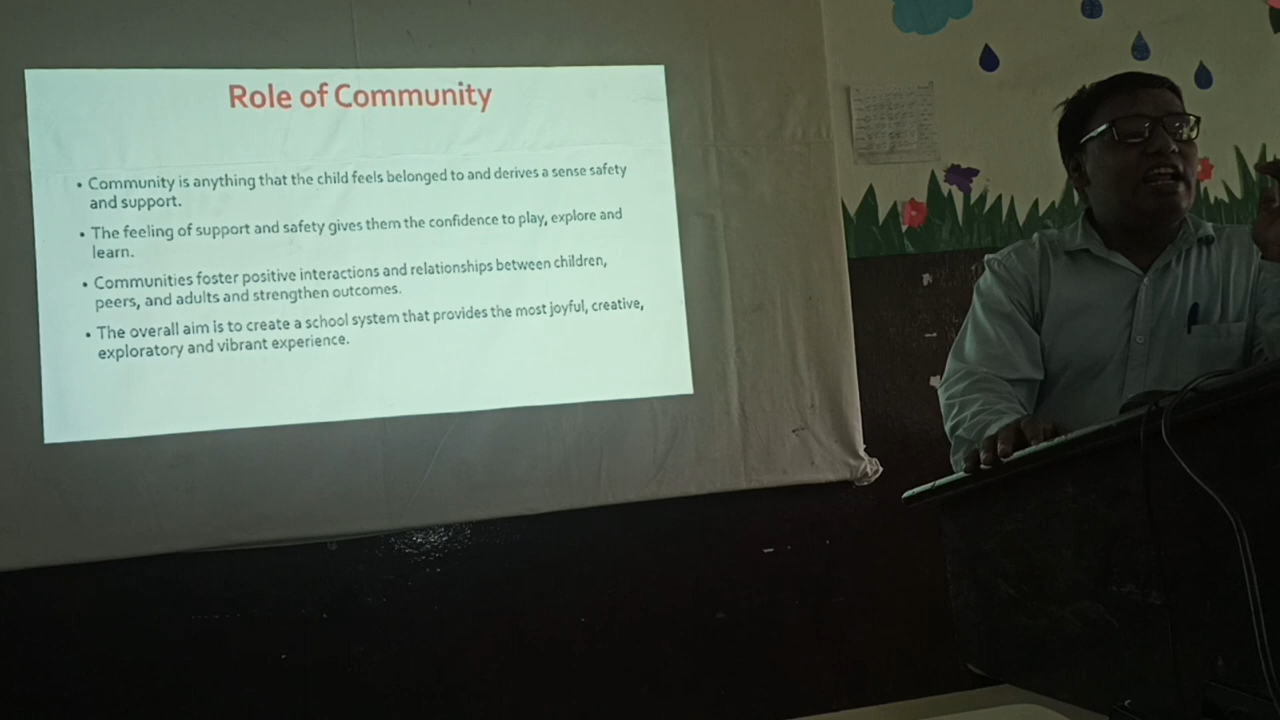 Role of Community
• Community is anything that the child feels belonged to and derives a sense safety
and support.
• The feeling of support and safety gives them the confidence to play, explore and
learn.
• Communities foster positive interactions and relationships between children,
peers, and adults and strengthen outcomes.
• The overall aim is to create a school system that provides the most joyful, creative,
exploratory and vibrant experience.